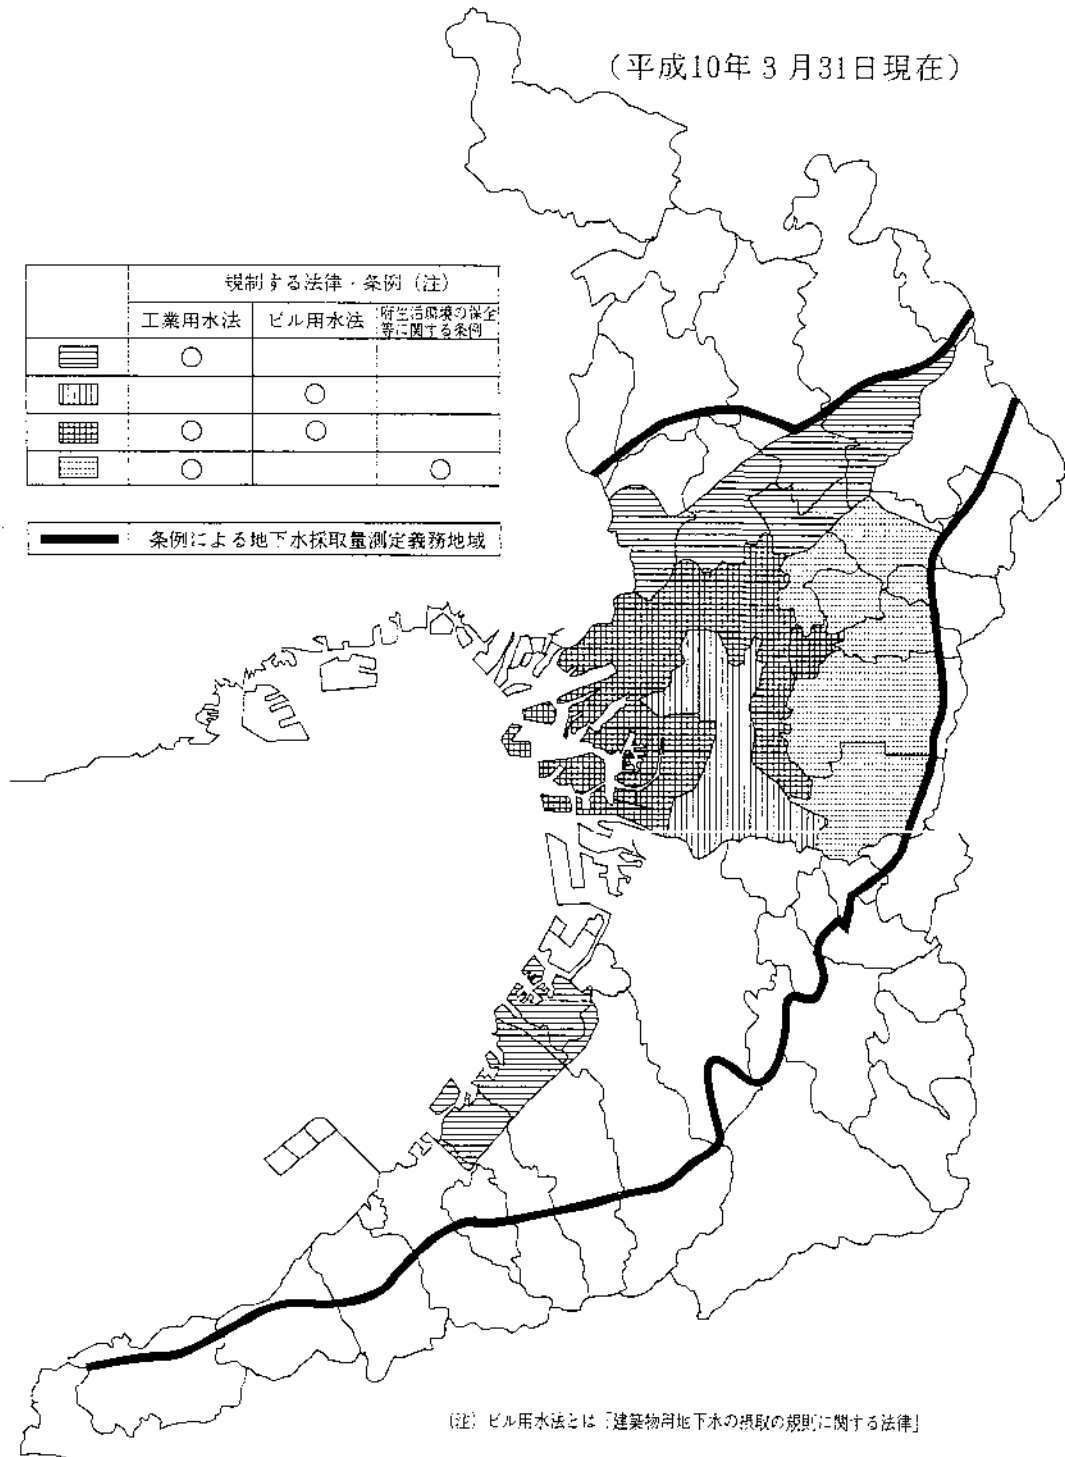 (平成10年3月31日現在)
規制する法律・条例(注)
工業用水法
ビル用水法
府生活環境の保全
等に関する条例
○
○
○ ○
○ ○
条例による地下水採取量測定義務地域
(注) ビル用水法とは「建築物用地下水の採取の規則に関する法律」